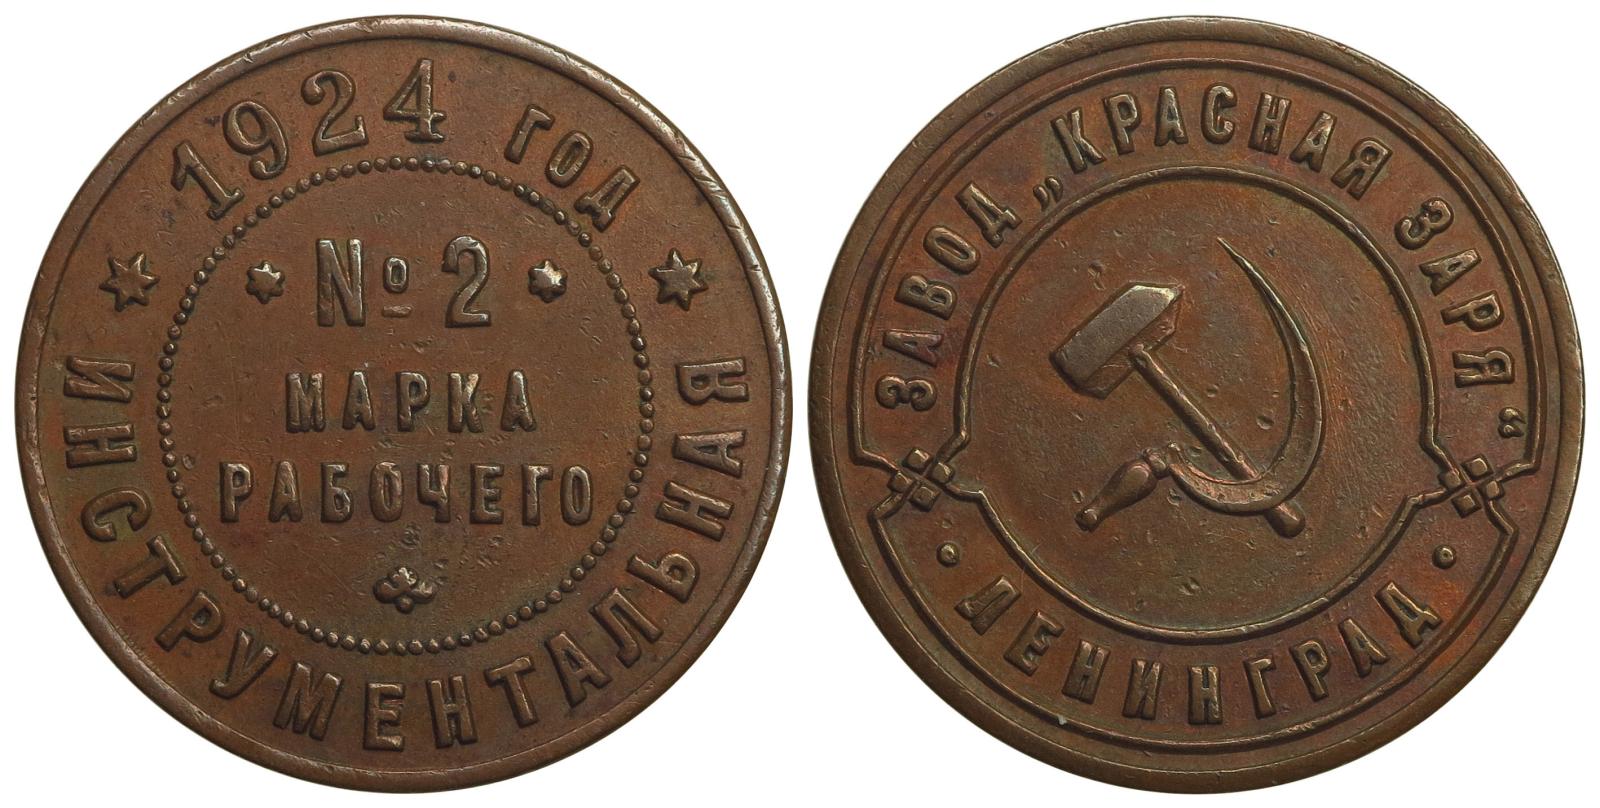 1924 ГОД
ИНСТРУМЕНТАЛЬНАЯ
№ 2
МАРКА
РАБОЧЕГО
ЗАВОД „КРАСНАЯ ЗАРЯ“
ЛЕНИНГРАД